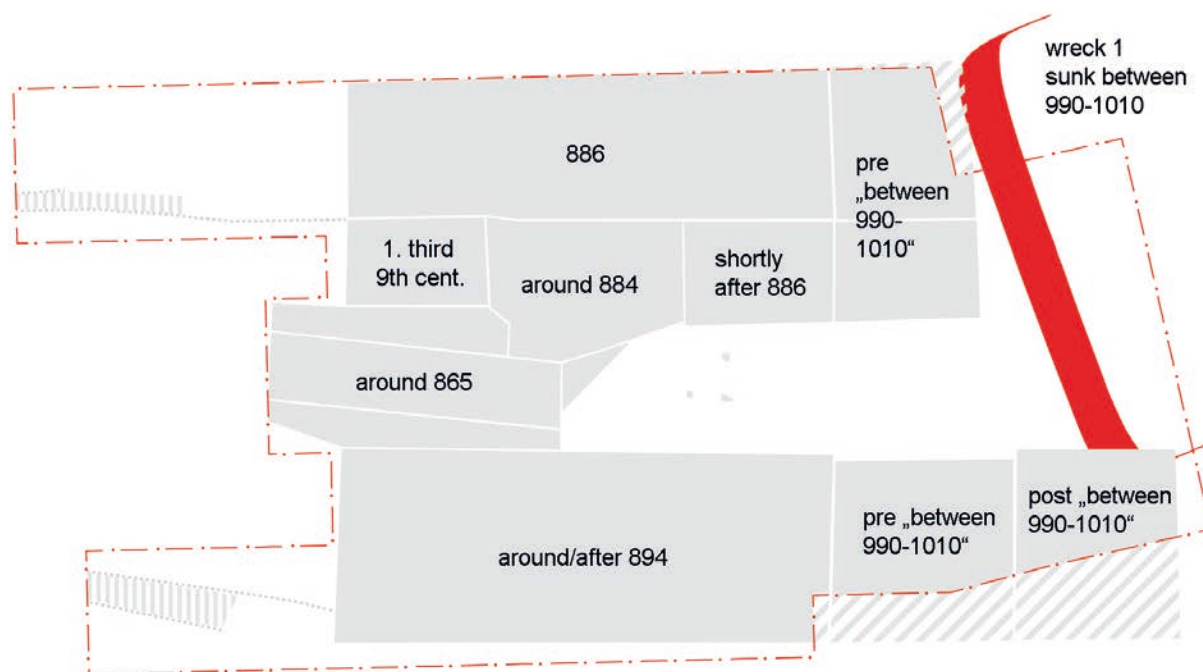 wreck 1
sunk between
990-1010
886
pre
„between
990-
1010“
1. third
9th cent.
around 884
shortly
after 886
around 865
around/after 894
pre „between
990-1010“
post „between
990-1010“